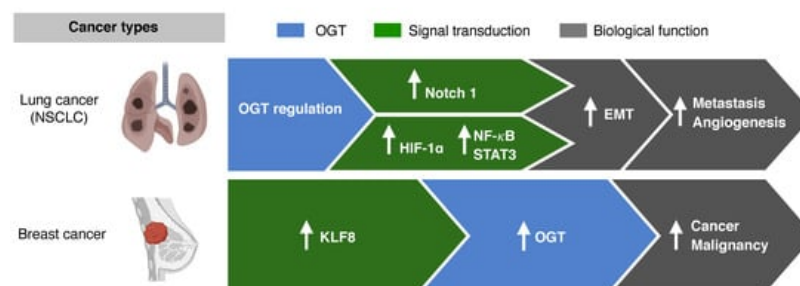 Cancer types
OGT
Signal transduction
Biological function
Lung cancer
(NSCLC)
OGT regulation
Notch 1
HIF-1α
NF-κB
STAT3
EMT
Metastasis
Angiogenesis
Breast cancer
KLF8
OGT
Cancer
Malignancy